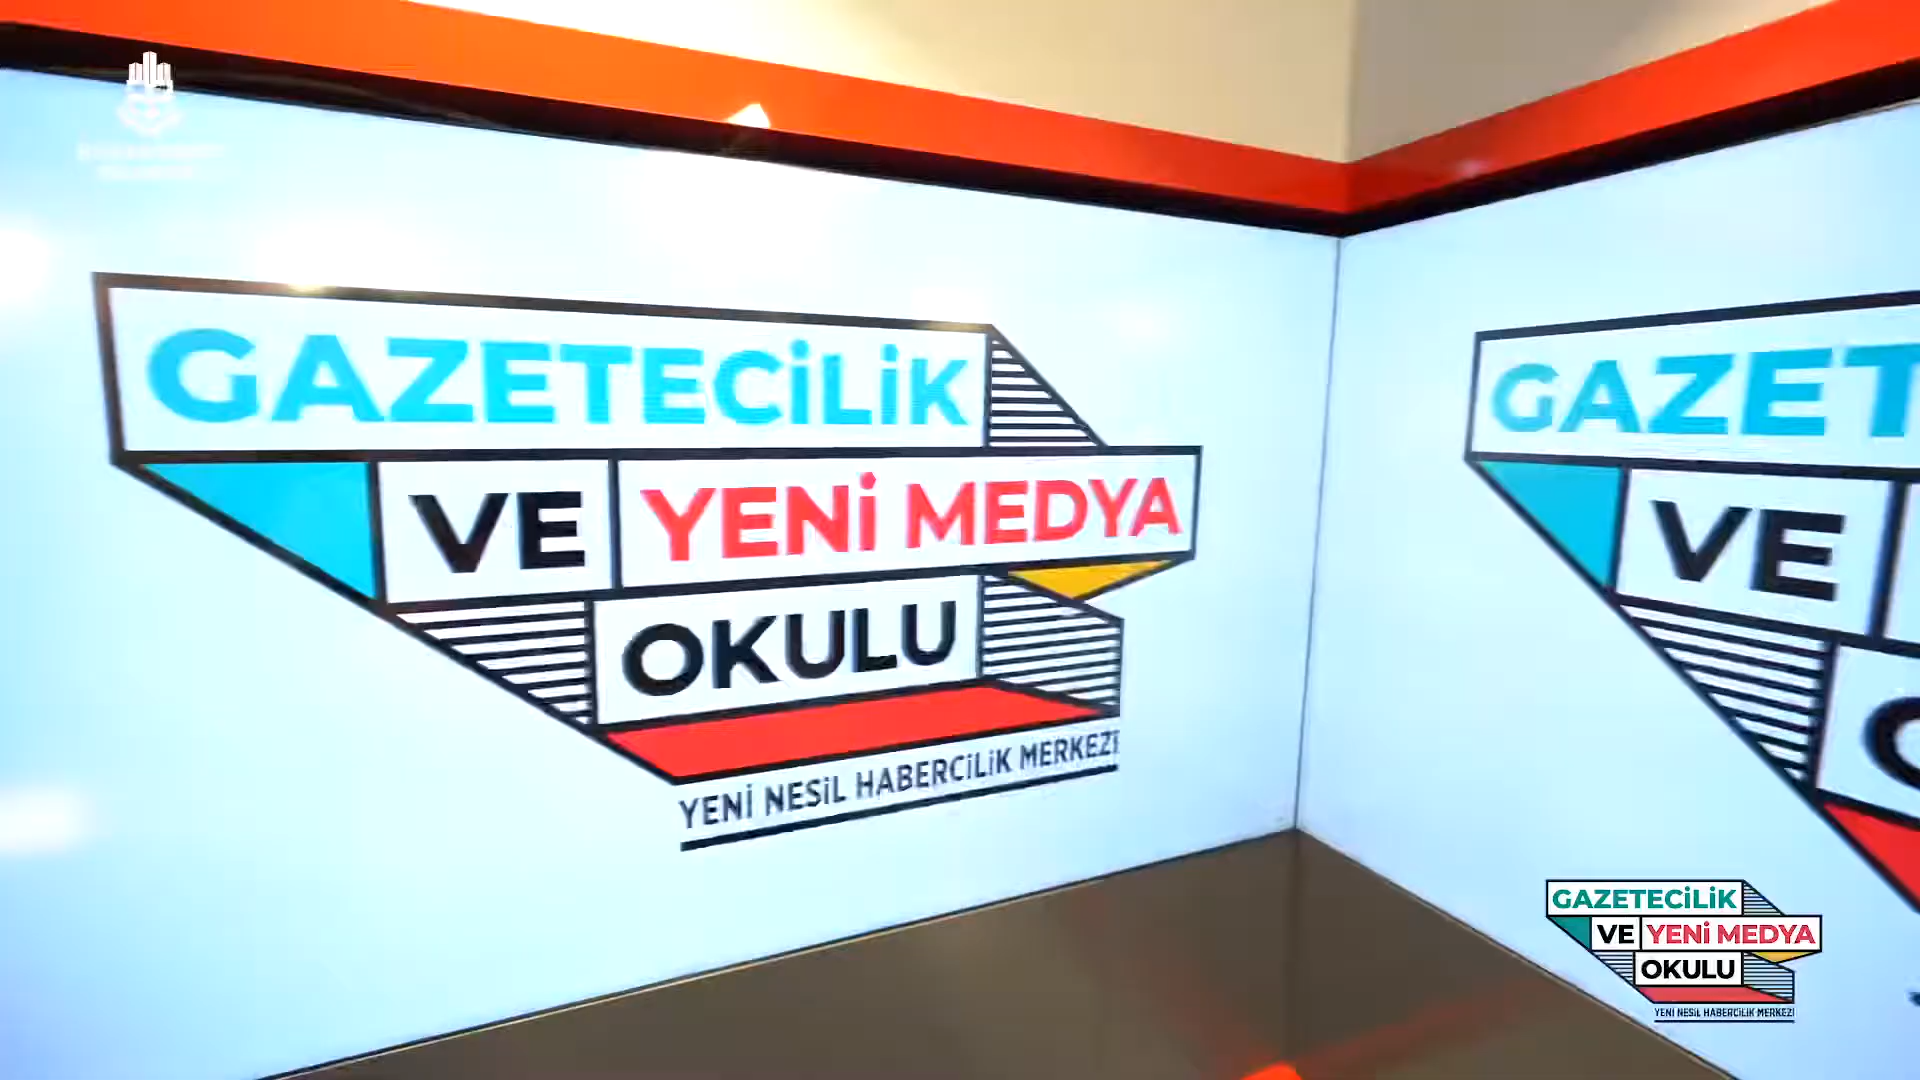 GAZETECİLİK
VE YENİ MEDYA
OKULU
YENİ NESİL HABERCİLİK MERKEZİ
GAZET
VE
GAZETECİLİK
VE YENİ MEDYA
OKULU
YENİ NESİL HABERCİLİK MERKEZİ